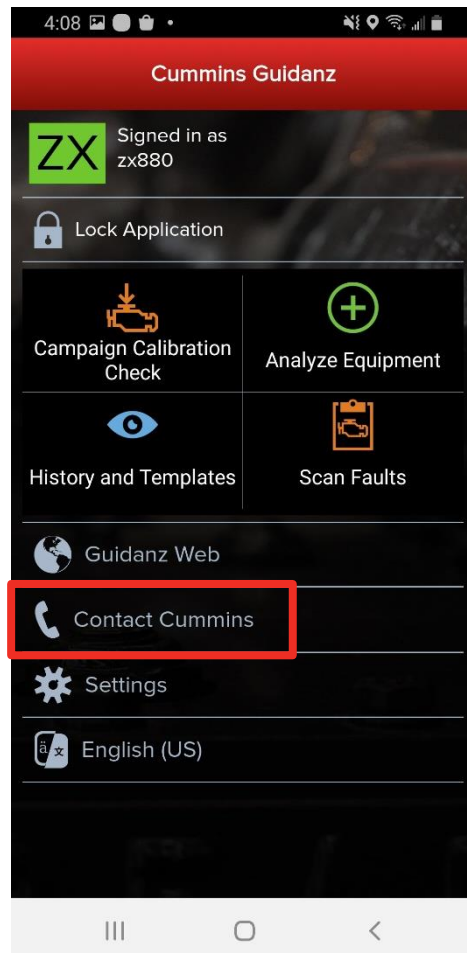 4:08
Cummins Guidanz
ZX
Signed in as
zx880
Lock Application
Campaign Calibration
Check
Analyze Equipment
History and Templates
Scan Faults
Guidanz Web
Contact Cummins
Settings
ä 文
English (US)